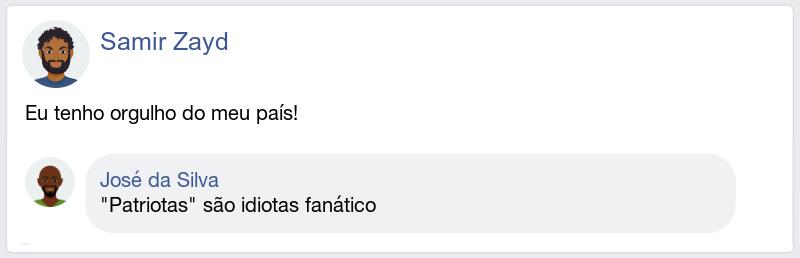 Samir Zayd
Eu tenho orgulho do meu país!
José da Silva
"Patriotas" são idiotas fanático